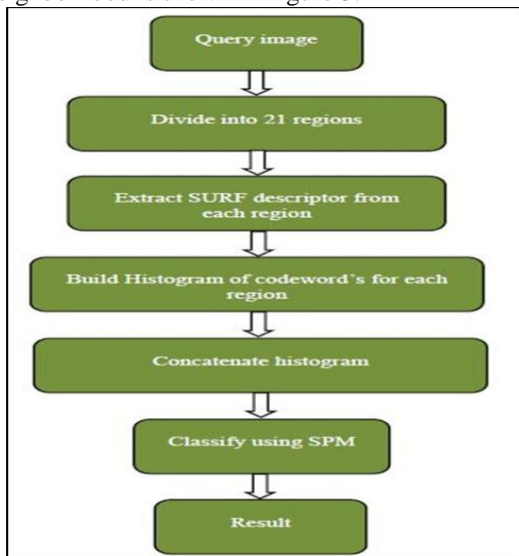 Query image
Divide into 21 regions
Extract SURF descriptor from
each region
Build Histogram of codeword's for each
region
Concatenate histogram
Classify using SPM
Result